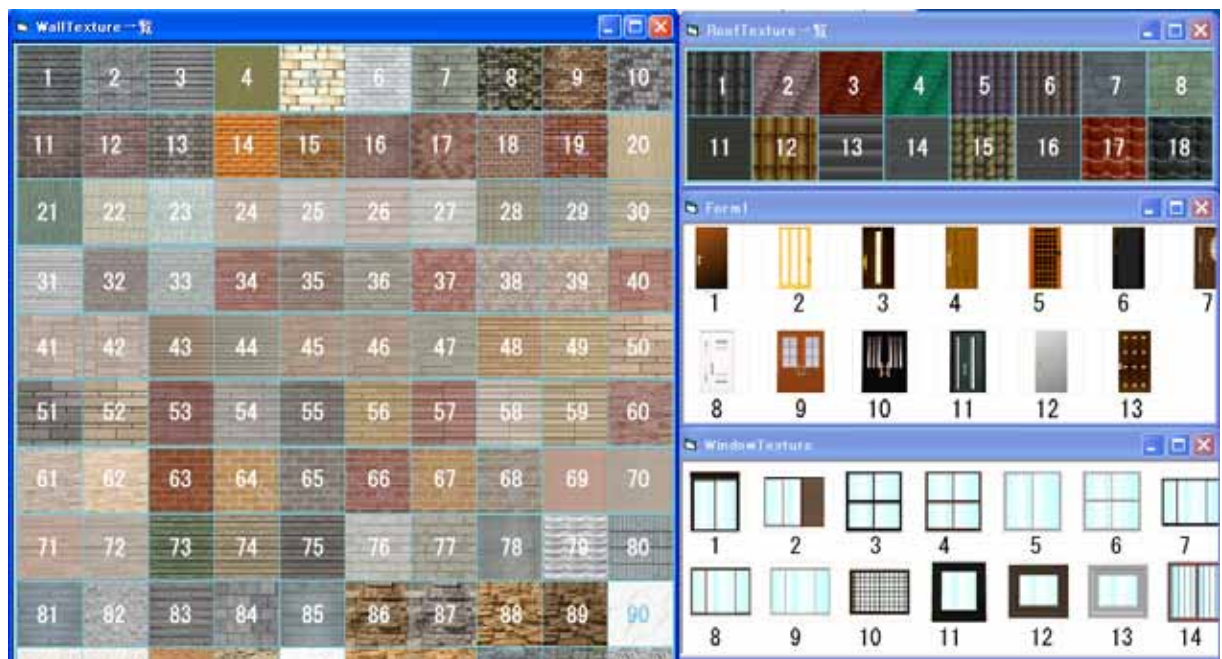 WallTexture一覧
1 2 3 4 6 7 8 9 10
11 12 13 14 15 16 17 18 19 20
21 22 23 24 25 26 27 28 29 30
31 32 33 34 35 36 37 38 39 40
41 42 43 44 45 46 47 48 49 50
51 52 53 54 55 56 57 58 59 60
61 62 63 64 65 66 67 68 69 70
71 72 73 74 75 76 77 78 79 80
81 82 83 84 85 86 87 88 89 90
RoofTexture一覧
1 2 3 4 5 6 7 8
11 12 13 14 15 16 17 18
Form1
1 2 3 4 5 6 7
8 9 10 11 12 13
WindowTexture
1 2 3 4 5 6 7
8 9 10 11 12 13 14